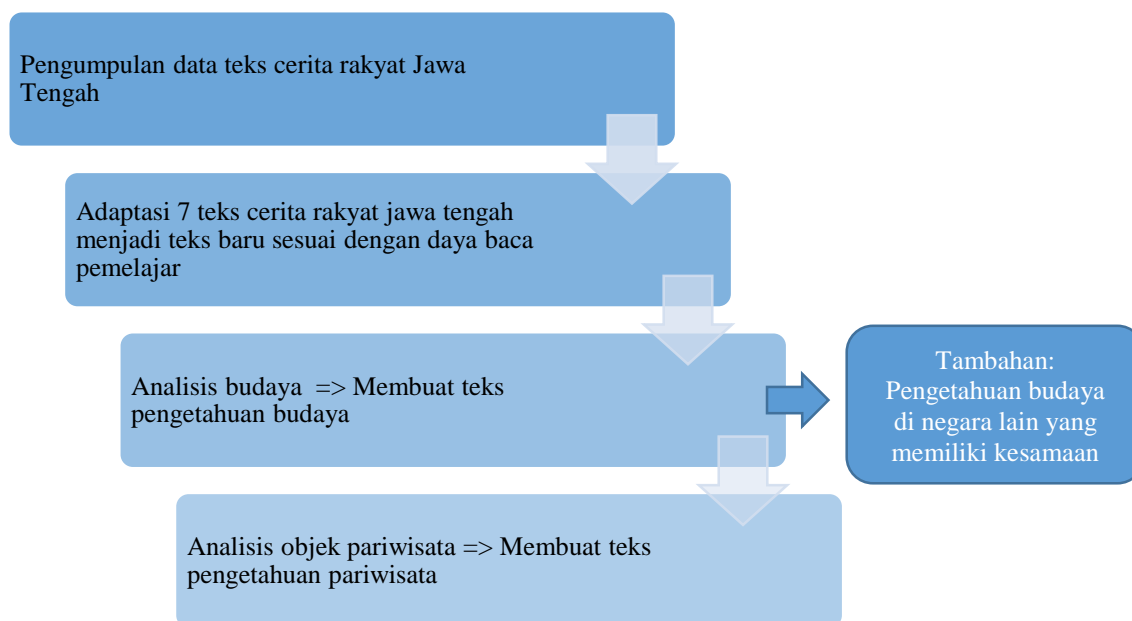 Pengumpulan data teks cerita rakyat Jawa
Tengah
Adaptasi 7 teks cerita rakyat jawa tengah
menjadi teks baru sesuai dengan daya baca
pemelajar
Analisis budaya => Membuat teks
pengetahuan budaya
Tambahan:
Pengetahuan budaya
di negara lain yang
memiliki kesamaan
Analisis objek pariwisata => Membuat teks
pengetahuan pariwisata